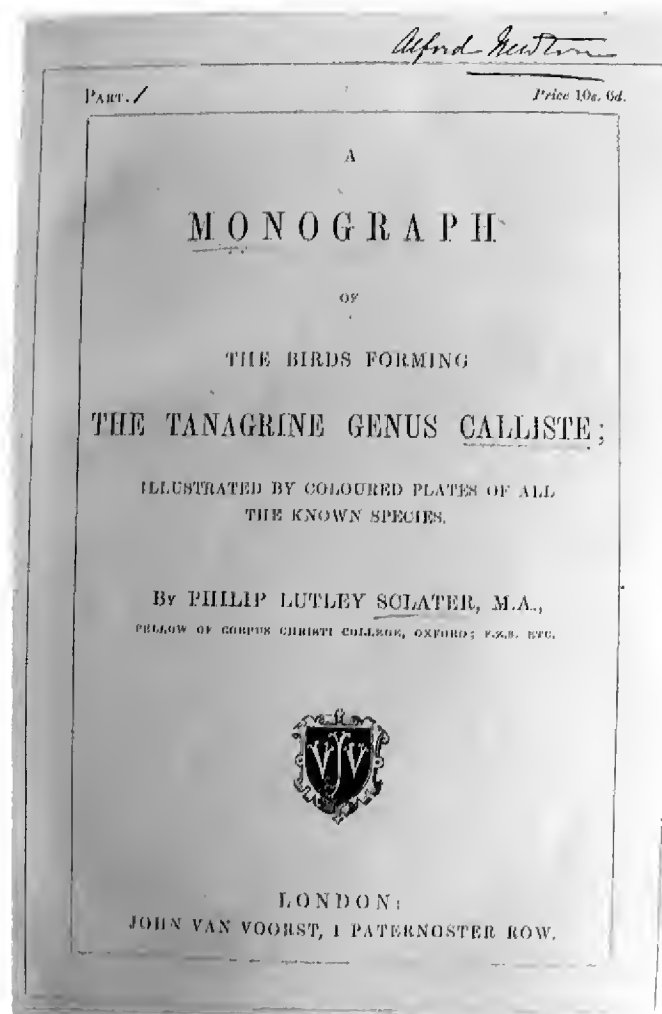 Alfred Newton
PART. 1
Price 10s. 6d.
A
MONOGRAPH
OF
THE BIRDS FORMING
THE TANAGRINE GENUS CALLISTE;
ILLUSTRATED BY COLOURED PLATES OF ALL
THE KNOWN SPECIES.
BY PHILIP LUTLEY SCLATER, M.A.,
FELLOW OF CORPUS CHRISTI COLLEGE, OXFORD; F.Z.S. ETC.
VJV
LONDON:
JOHN VAN VOORST, 1 PATERNOSTER ROW.